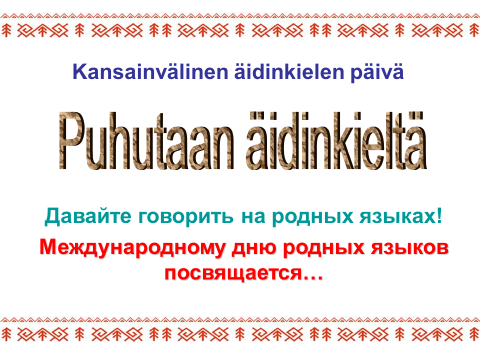 Kansainvälinen äidinkielen päivä
Puhutaan äidinkieltä
Давайте говорить на родных языках!
Международному дню родных языков
посвящается…